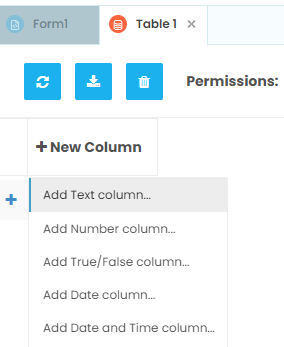 Form1
Table 1 ×
Permissions:
+ New Column
+
Add Text column...
Add Number column...
Add True/False column...
Add Date column...
Add Date and Time column...